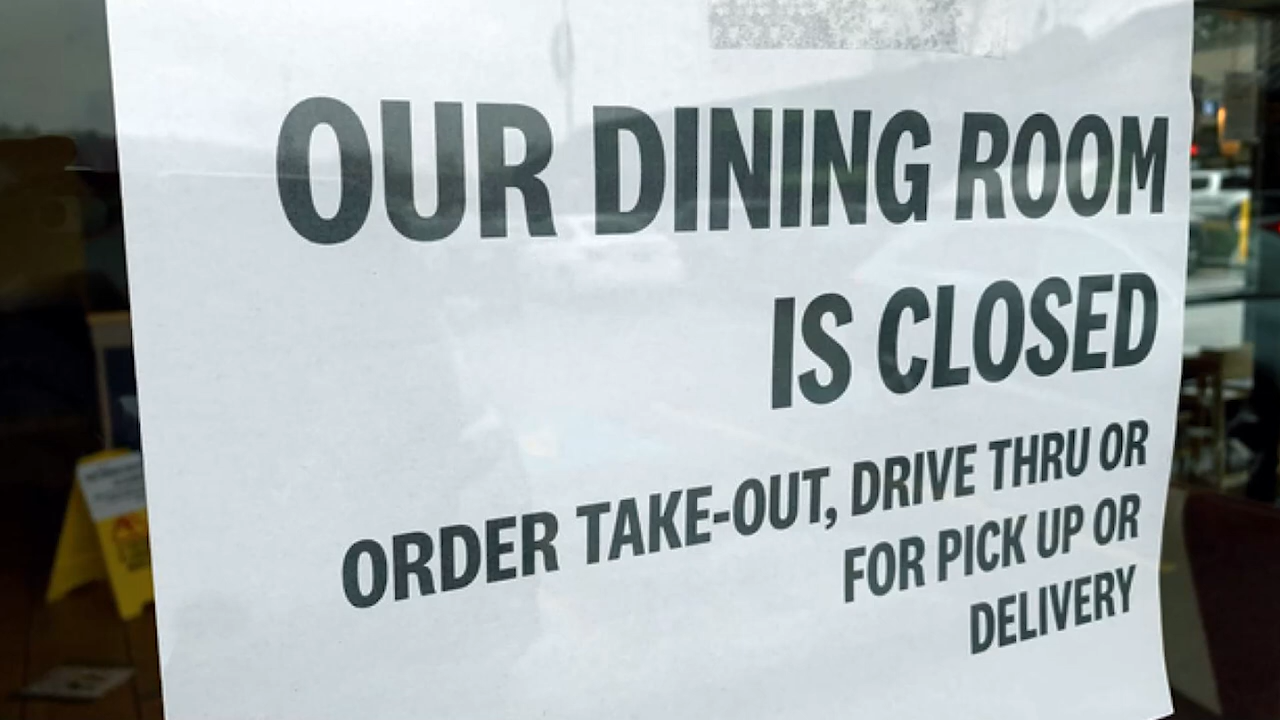 OUR DINING ROOM
IS CLOSED
ORDER TAKE-OUT, DRIVE THRU OR
FOR PICK UP OR
DELIVERY